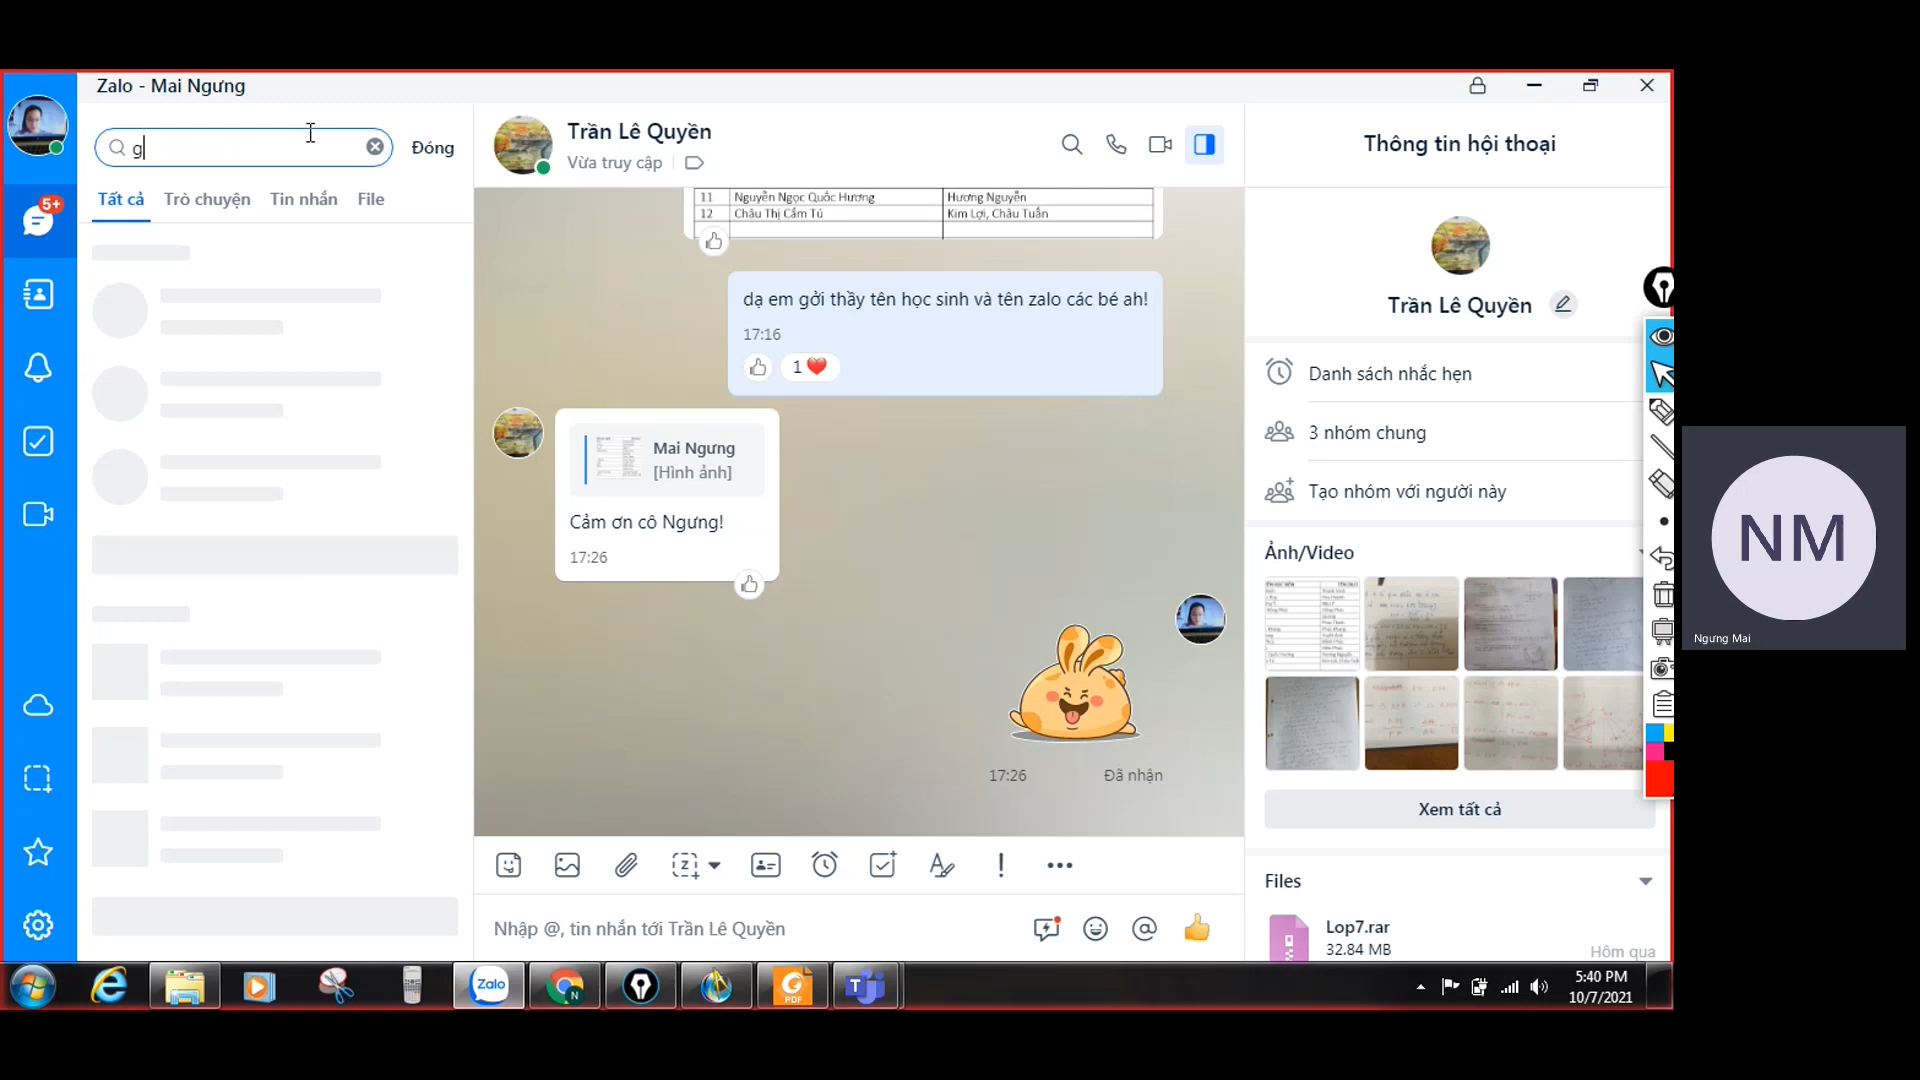 Zalo - Mai Ngưng
g
Đóng
Tất cả
Trò chuyện
Tin nhắn
File
5+
Trần Lê Quyền
Vừa truy cập
11 Nguyễn Ngọc Quốc Hương Hương Nguyễn
12 Châu Thị Cẩm Tú Kim Lợi, Châu Tuấn
dạ em gởi thầy tên học sinh và tên zalo các bé ah!
17:16
1
Mai Ngưng
[Hình ảnh]
Cảm ơn cô Ngưng!
17:26
17:26 Đã nhận
Nhập @, tin nhắn tới Trần Lê Quyền
Thông tin hội thoại
Trần Lê Quyền
Danh sách nhắc hẹn
3 nhóm chung
Tạo nhóm với người này
Ảnh/Video
Xem tất cả
Files
Lop7.rar
32.84 MB
Hôm qua
NM
Ngưng Mai
Zalo
N
PDF
T
5:40 PM
10/7/2021